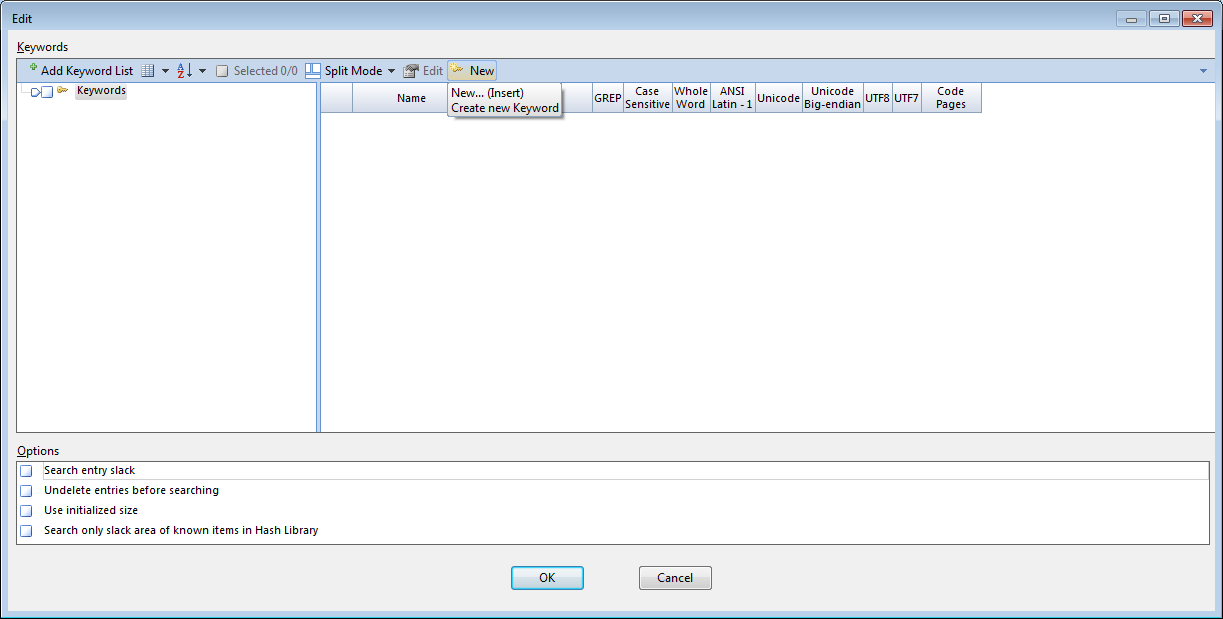 Edit
Keywords
Add Keyword List Selected 0/0 Split Mode Edit New
Keywords
New... (Insert)
Create new Keyword
Name GREP Case Sensitive Whole Word ANSI Latin - 1 Unicode Unicode Big-endian UTF8 UTF7 Code Pages
Options
Search entry slack
Undelete entries before searching
Use initialized size
Search only slack area of known items in Hash Library
OK Cancel